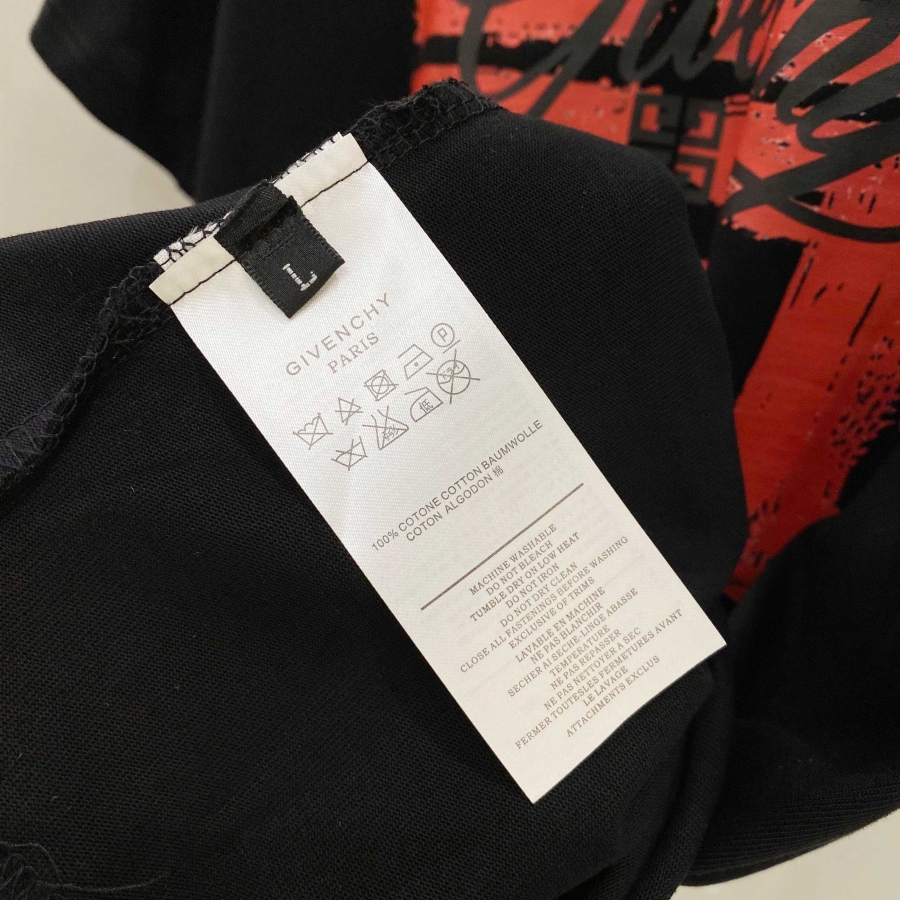 Givenchy
L
GIVENCHY
PARIS
P
低
100% COTONE COTTON BAUMWOLLE
COTON ALGODON 棉
MACHINE WASHABLE
DO NOT BLEACH
TUMBLE DRY ON LOW HEAT
DO NOT IRON
DO NOT DRY CLEAN
CLOSE ALL FASTENINGS BEFORE WASHING
EXCLUSIVE OF TRIMS
LAVABLE EN MACHINE
NE PAS BLANCHIR
SECHER AI SECHE-LINGE ABASSE
TEMPERATURE
NE PAS REPASSER
NE PAS NETTOYER A SEC
FERMER TOUTESLES FERMETURES AVANT
LE LAVAGE
ATTACHMENTS EXCLUS